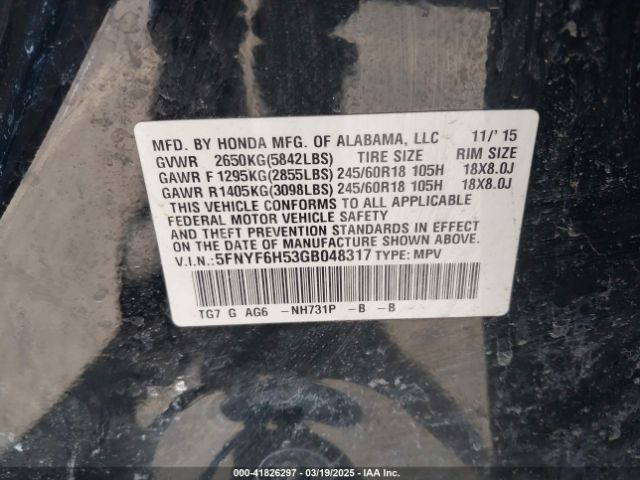 MFD. BY HONDA MFG. OF ALABAMA, LLC 11/' 15
GVWR 2650KG(5842LBS) TIRE SIZE RIM SIZE
GAWR F 1295KG(2855LBS) 245/60R18 105H 18X8.0J
GAWR R 1405KG(3098LBS) 245/60R18 105H 18X8.0J
THIS VEHICLE CONFORMS TO ALL APPLICABLE
FEDERAL MOTOR VEHICLE SAFETY
AND THEFT PREVENTION STANDARDS IN EFFECT
ON THE DATE OF MANUFACTURE SHOWN ABOVE.
V.I.N.:5FNYF6H53GB048317 TYPE: MPV
TG7 G AG6 -NH731P -B -B
000-41826297 - 03/19/2025 - IAA Inc.